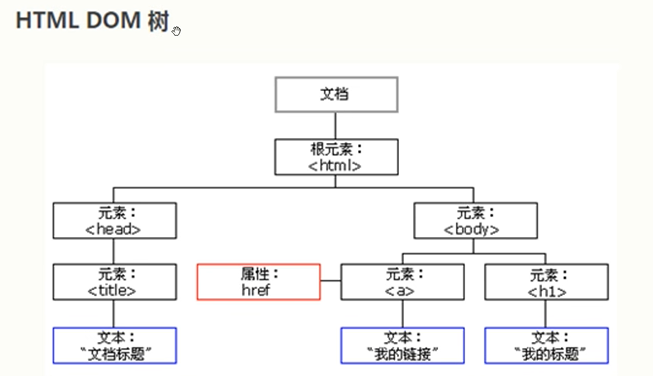 HTML DOM 树
文档
根元素：
<html>
元素：
<head>
元素：
<body>
元素：
<title>
属性：
href
元素：
<a>
元素：
<h1>
文本：
“文档标题”
文本：
“我的链接”
文本：
“我的标题”